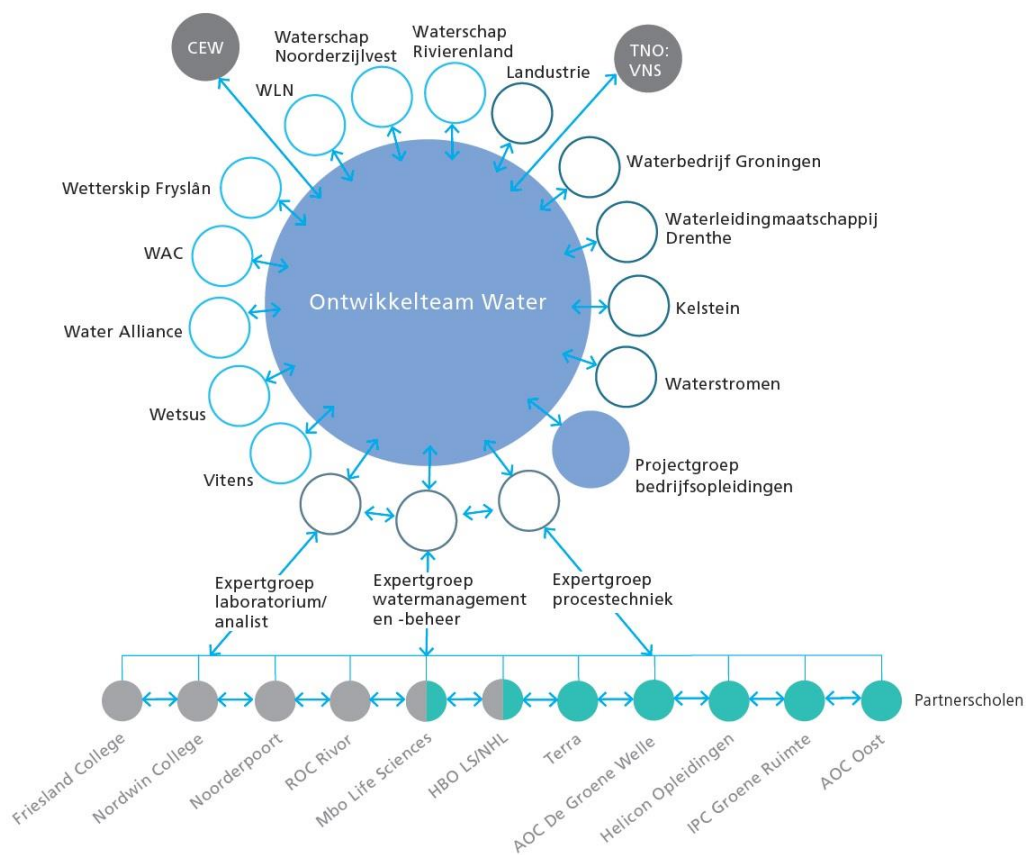 CEW
Waterschap
Noorderzijlvest
Waterschap
Rivierenland
TNO:
VNS
Landustrie
WLN
Waterbedrijf Groningen
Wetterskip Fryslân
Waterleidingmaatschappij
Drenthe
WAC
Ontwikkelteam Water
Kelstein
Water Alliance
Waterstromen
Wetsus
Vitens
Projectgroep
bedrijfsopleidingen
Expertgroep
laboratorium/
analist
Expertgroep
watermanagement
en -beheer
Expertgroep
procestechniek
Partnerscholen
Friesland College
Nordwin College
Noorderpoort
ROC Rivor
Mbo Life Sciences
HBO LS/NHL
Terra
AOC De Groene Welle
Helicon Opleidingen
IPC Groene Ruimte
AOC Oost